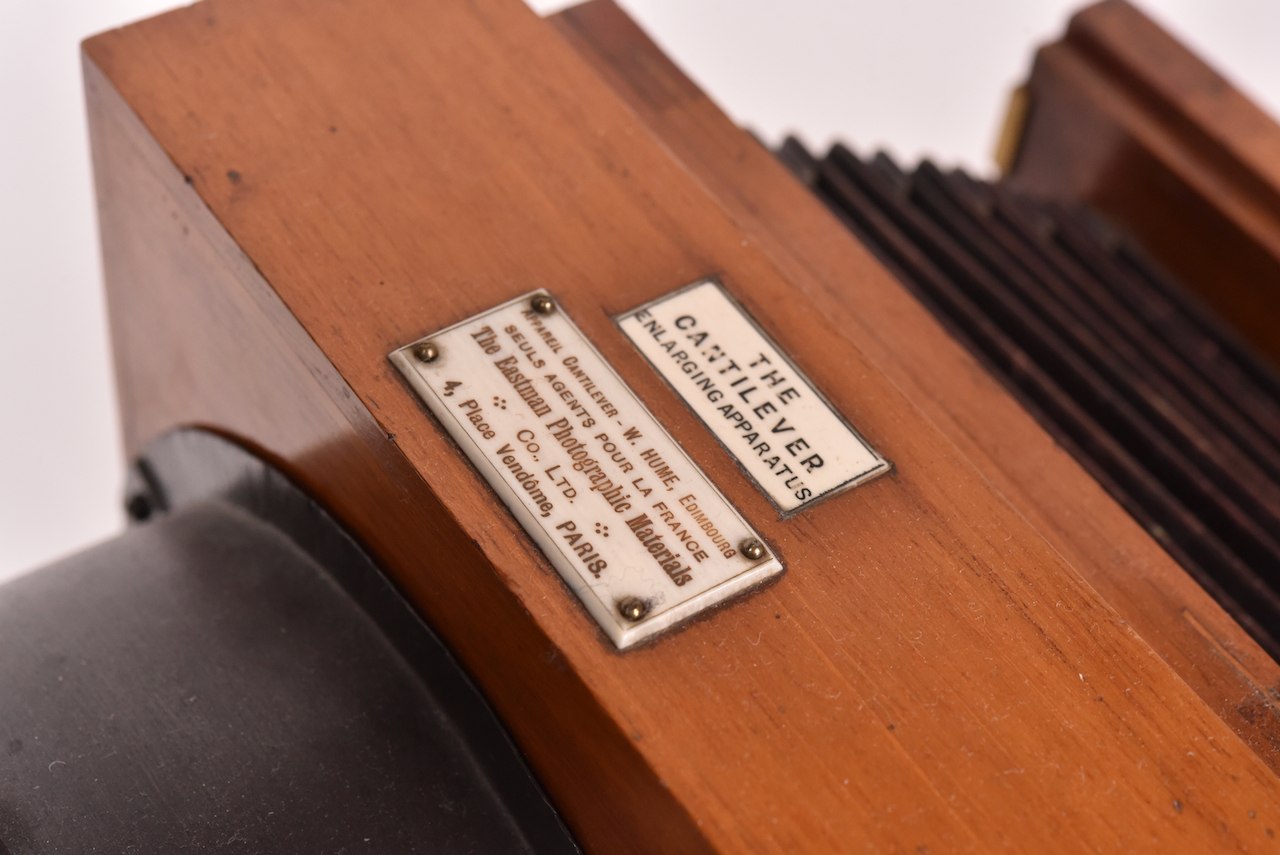 APPAREIL CANTILEVER - W. HUME, EDIMBOURG
SEULS AGENTS POUR LA FRANCE
The Eastman Photographic Materials
CO., LTD.
4, Place Vendôme, PARIS.
THE
CANTILEVER
ENLARGING APPARATUS